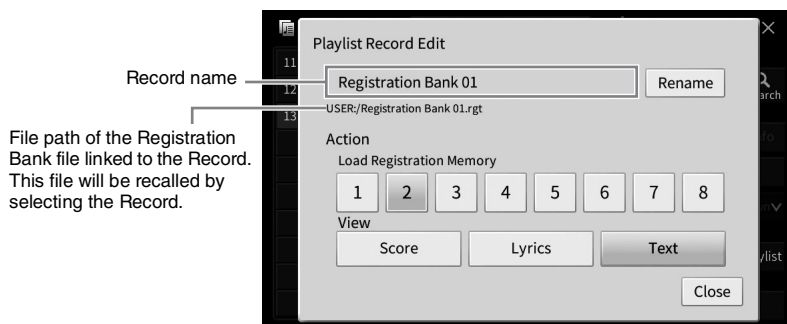 Playlist Record Edit
11
Record name
Registration Bank 01
Rename
12
arch
USER:/Registration Bank 01.rgt
13
File path of the Registration
Bank file linked to the Record.
This file will be recalled by
selecting the Record.
Action
Load Registration Memory
1 2 3 4 5 6 7 8
View
Score Lyrics Text
ylist
Close